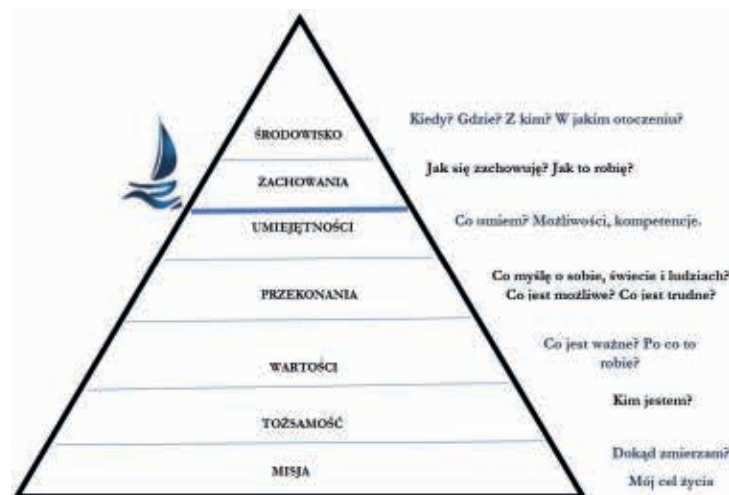 Kiedy? Gdzie? Z kim? W jakim otoczeniu?
ŚRODOWISKO
Jak się zachowuję? Jak to robię?
ZACHOWANIA
Co umiem? Możliwości, kompetencje.
UMIEJĘTNOŚCI
Co myślę o sobie, świecie i ludziach?
Co jest możliwe? Co jest trudne?
PRZEKONANIA
Co jest ważne? Po co to
robie?
WARTOŚCI
Kim jestem?
TOŻSAMOŚĆ
Dokąd zmierzam?
MISJA
Mój cel życia